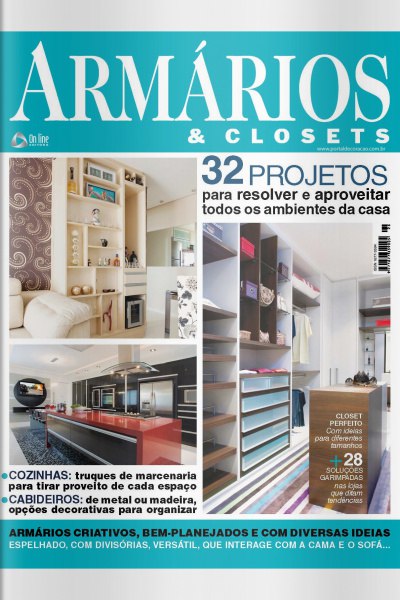 ARMÁRIOS
& CLOSETS
On line
EDITORA
www.portaldecoracao.com.br
32 PROJETOS
para resolver e aproveitar
todos os ambientes da casa
CLOSET
PERFEITO
Com ideias
para diferentes
tamanhos
+28
SOLUÇÕES
GARIMPADAS
nas lojas
que ditam
tendências
•COZINHAS: truques de marcenaria
para tirar proveito de cada espaço
•CABIDEIROS: de metal ou madeira,
opções decorativas para organizar
ARMÁRIOS CRIATIVOS, BEM-PLANEJADOS E COM DIVERSAS IDEIAS
ESPELHADO, COM DIVISÓRIAS, VERSÁTIL, QUE INTERAGE COM A CAMA E O SOFÁ...